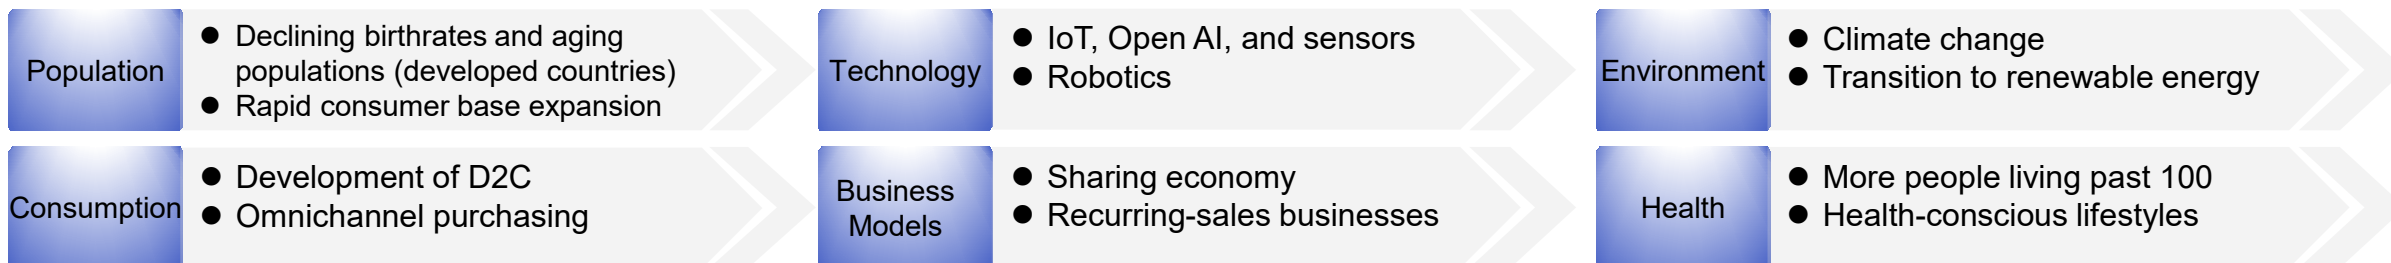 Population
● Declining birthrates and aging
populations (developed countries)
● Rapid consumer base expansion
Technology
● IoT, Open AI, and sensors
● Robotics
Environment
● Climate change
● Transition to renewable energy
Consumption
● Development of D2C
● Omnichannel purchasing
Business
Models
● Sharing economy
● Recurring-sales businesses
Health
● More people living past 100
● Health-conscious lifestyles